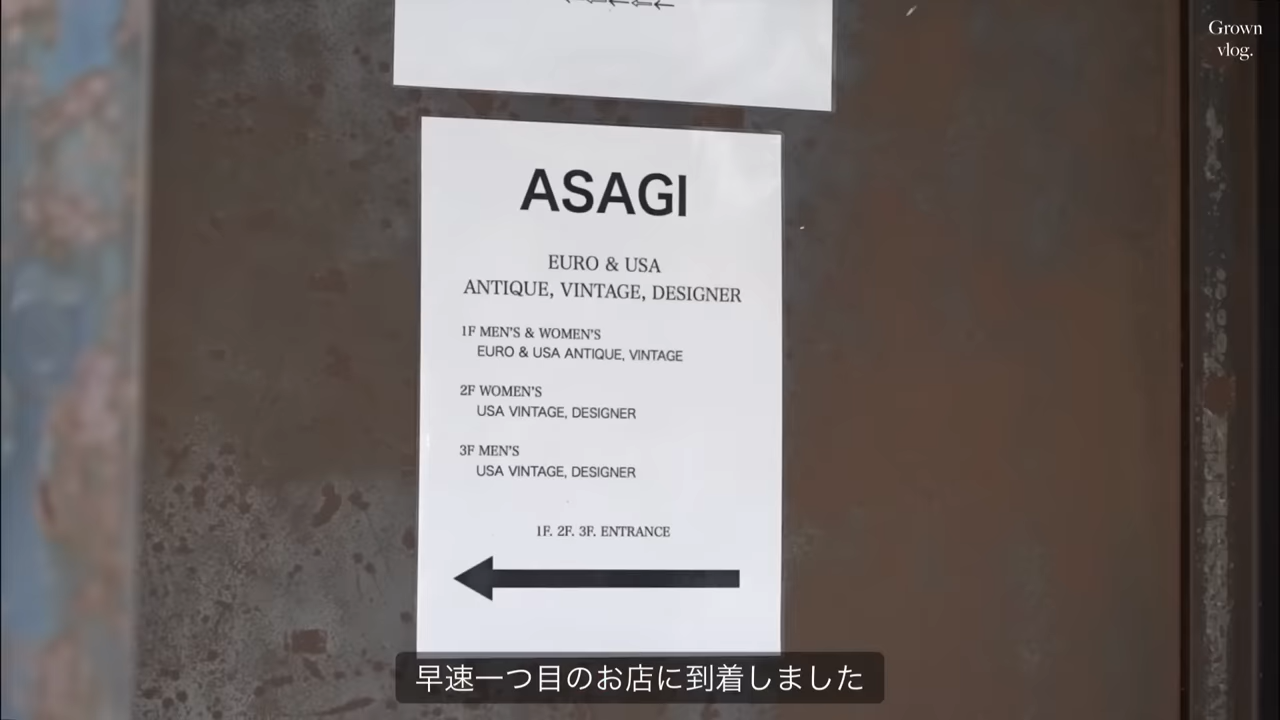 Grown
vlog.
ASAGI
EURO & USA
ANTIQUE, VINTAGE, DESIGNER
1F MEN'S & WOMEN'S
EURO & USA ANTIQUE, VINTAGE
2F WOMEN'S
USA VINTAGE, DESIGNER
3F MEN'S
USA VINTAGE, DESIGNER
1F. 2F. 3F. ENTRANCE
早速一つ目のお店に到着しました